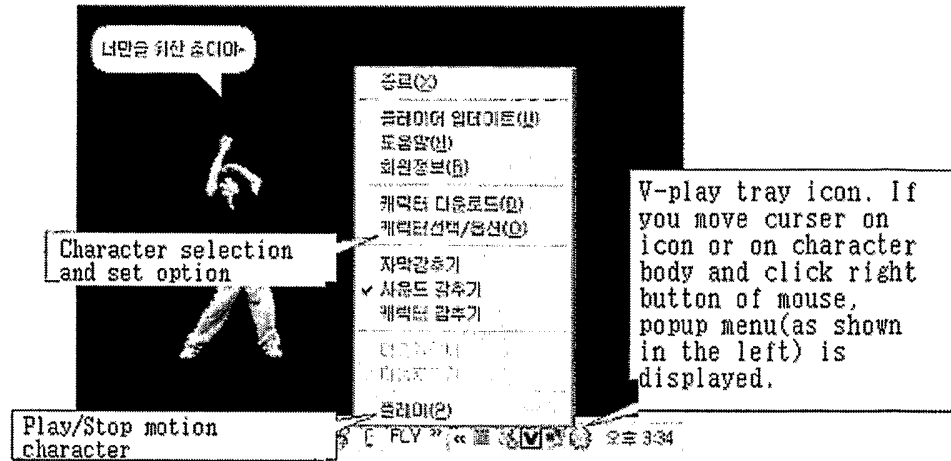 너만을 위한
종료(X)
플레이어 업데이트(U)
도움말(H)
회원정보(R)
캐릭터 다운로드(D)
캐릭터선택/옵션(O)
Character selection
and set option
자막감추기
사운드 감추기
캐릭터 감추기
플레이(P)
Play/Stop motion
character
FLY » «
V
오후 3:34
V-play tray icon. If
you move curser on
icon or on character
body and click right
button of mouse,
popup menu(as shown
in the left) is
displayed.